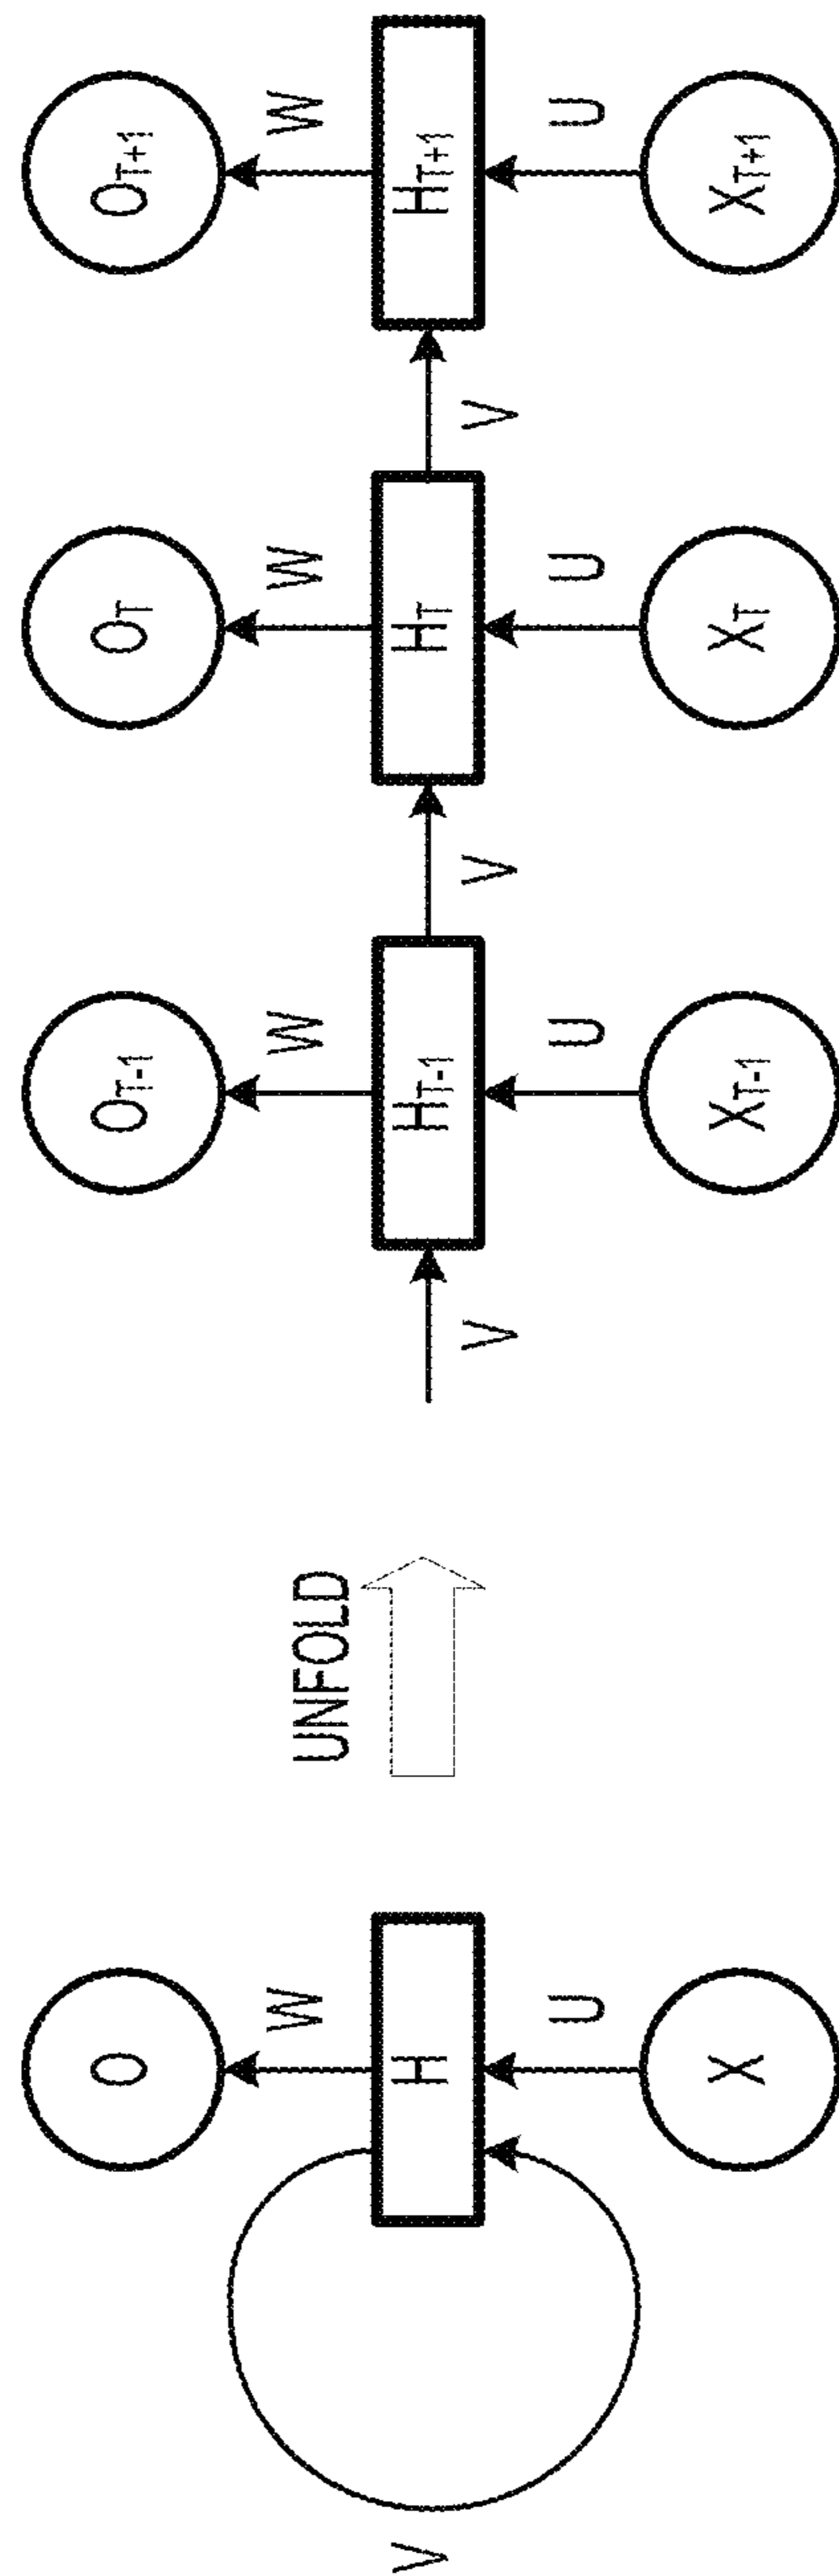 O O_{T-1} O_T O_{T+1}
W W W W
UNFOLD
V H H_{T-1} H_T H_{T+1}
V V V
U U U U
X X_{T-1} X_T X_{T+1}